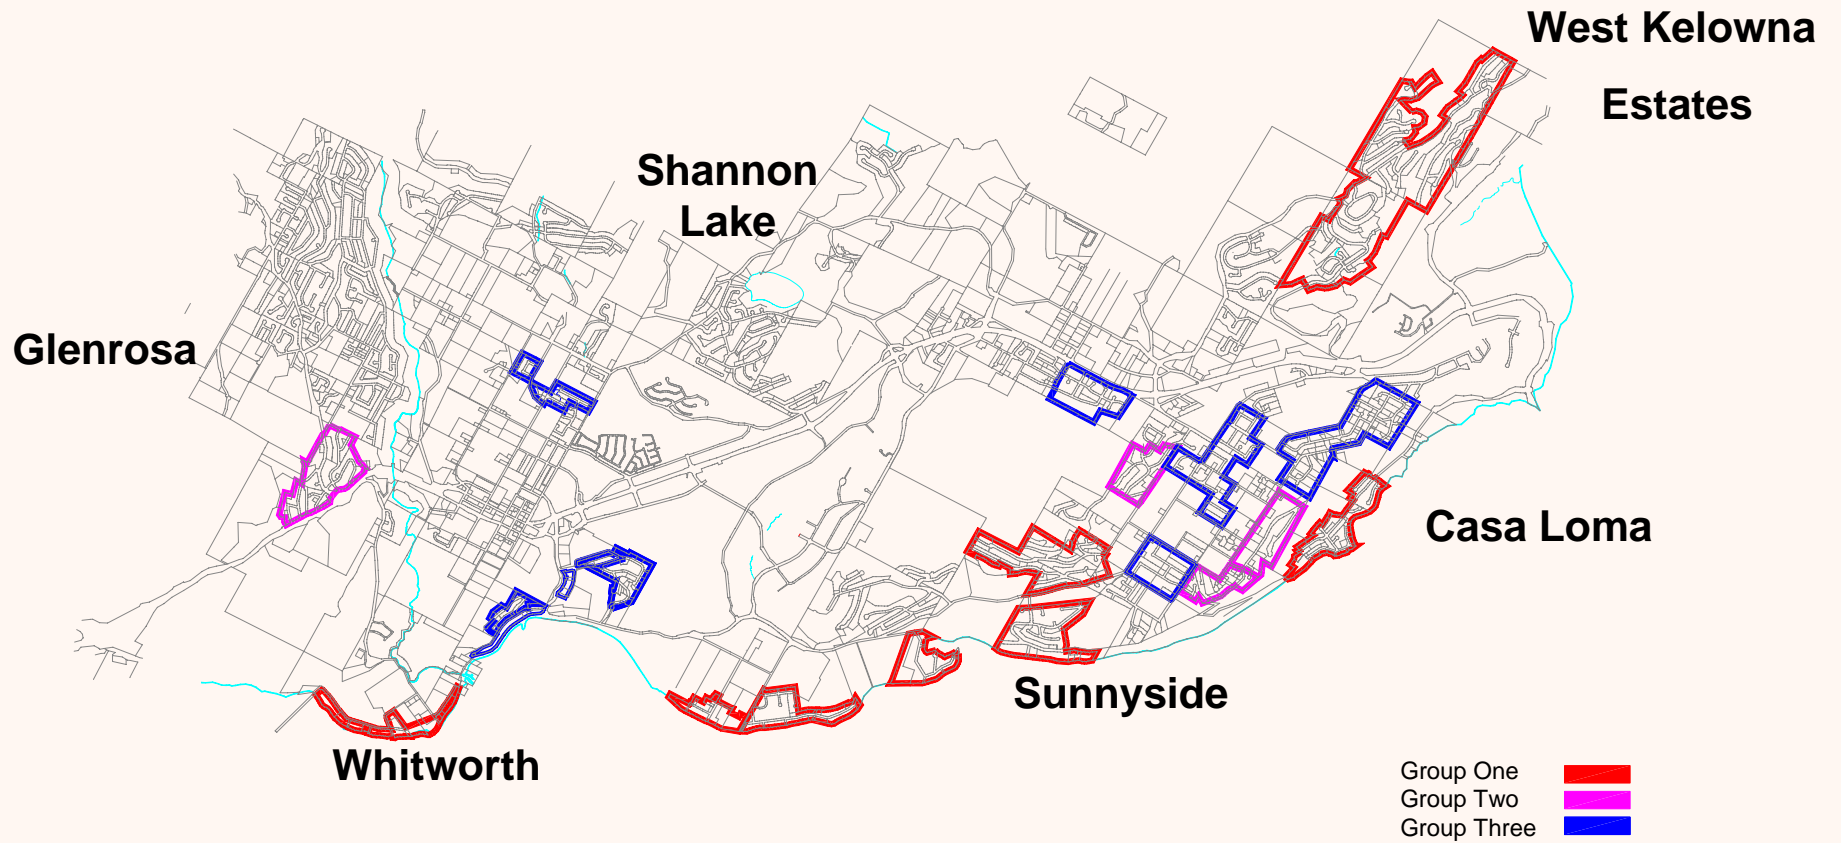 West Kelowna
Estates
Shannon
Lake
Glenrosa
Casa Loma
Sunnyside
Whitworth
Group One
Group Two
Group Three